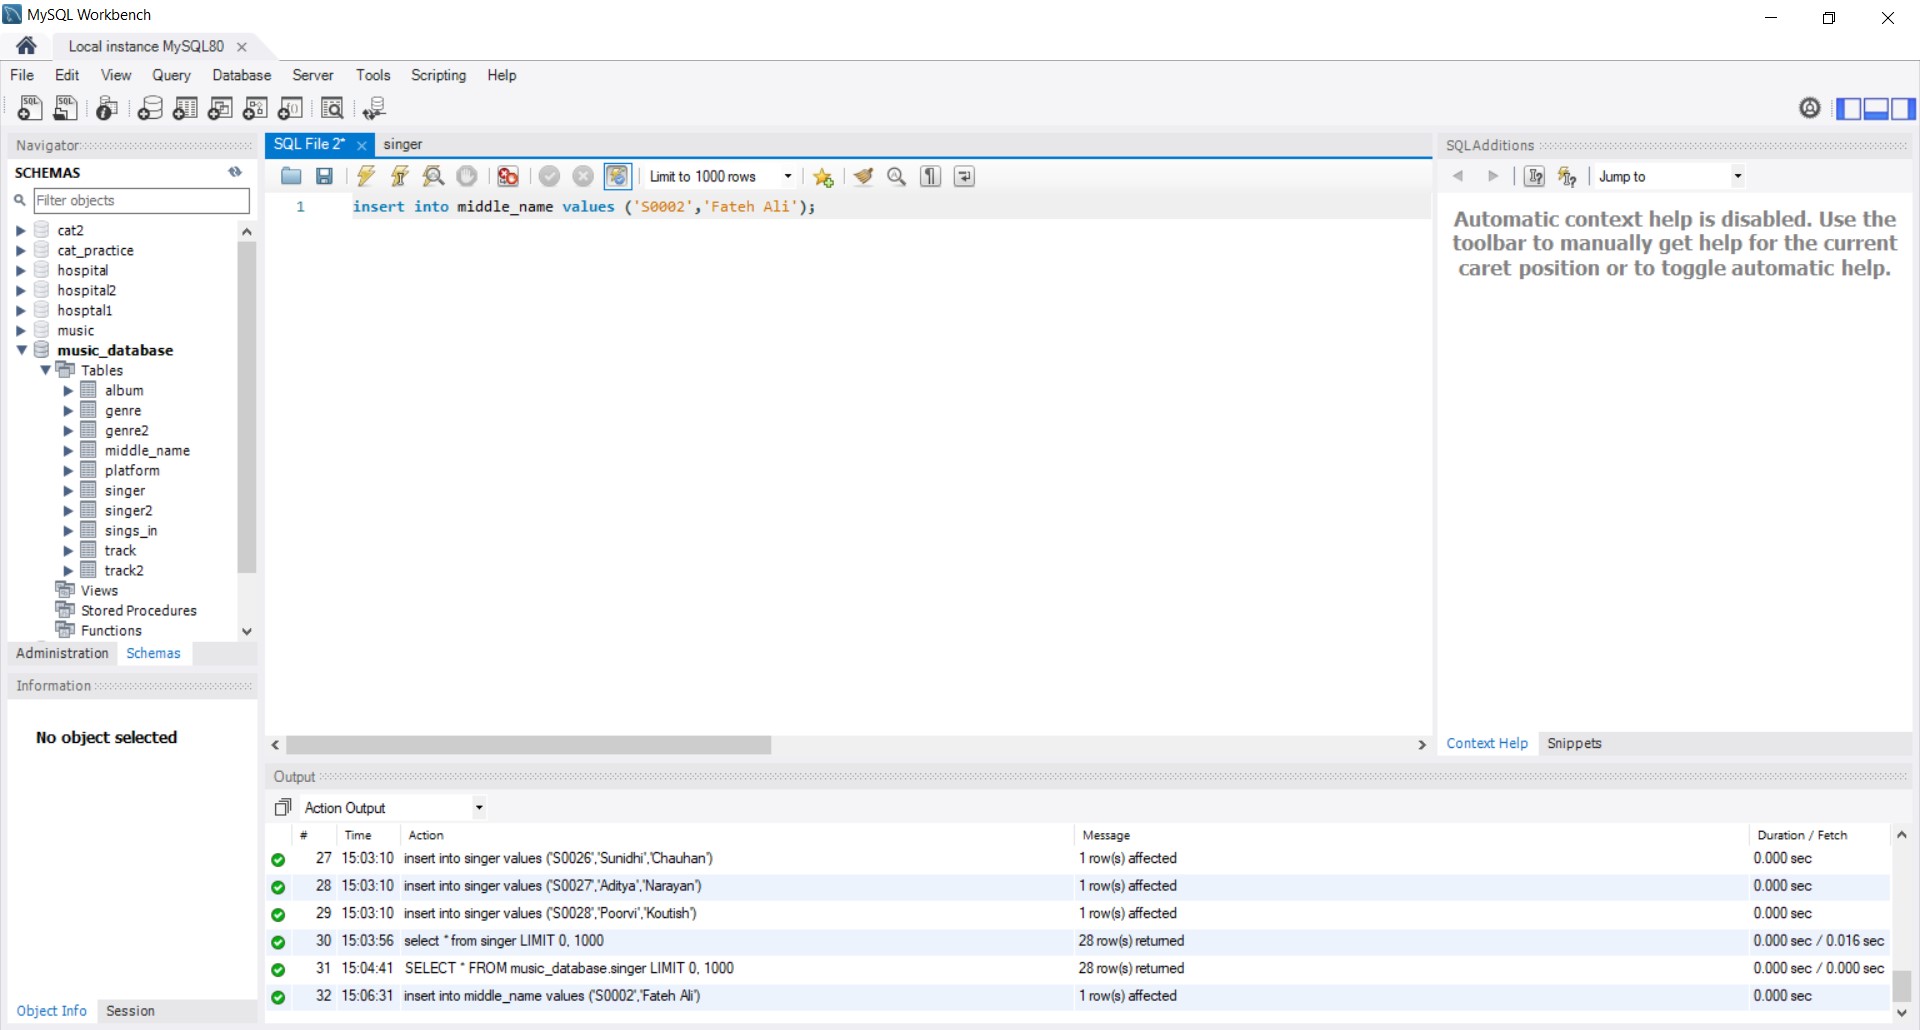 MySQL Workbench
Local instance MySQL80
File Edit View Query Database Server Tools Scripting Help
Navigator
SCHEMAS
Filter objects
cat2
cat_practice
hospital
hospital2
hosptal1
music
music_database
Tables
album
genre
genre2
middle_name
platform
singer
singer2
sings_in
track
track2
Views
Stored Procedures
Functions
Administration Schemas
Information
No object selected
Object Info Session
SQL File 2* singer
Limit to 1000 rows
1 insert into middle_name values ('S0002','Fateh Ali');
SQLAdditions
Jump to
Automatic context help is disabled. Use the
toolbar to manually get help for the current
caret position or to toggle automatic help.
Context Help Snippets
Output
Action Output
# Time Action Message Duration / Fetch
27 15:03:10 insert into singer values ('S0026','Sunidhi','Chauhan') 1 row(s) affected 0.000 sec
28 15:03:10 insert into singer values ('S0027','Aditya','Narayan') 1 row(s) affected 0.000 sec
29 15:03:10 insert into singer values ('S0028','Poorvi','Koutish') 1 row(s) affected 0.000 sec
30 15:03:56 select * from singer LIMIT 0, 1000 28 row(s) returned 0.000 sec / 0.016 sec
31 15:04:41 SELECT * FROM music_database.singer LIMIT 0, 1000 28 row(s) returned 0.000 sec / 0.000 sec
32 15:06:31 insert into middle_name values ('S0002','Fateh Ali') 1 row(s) affected 0.000 sec